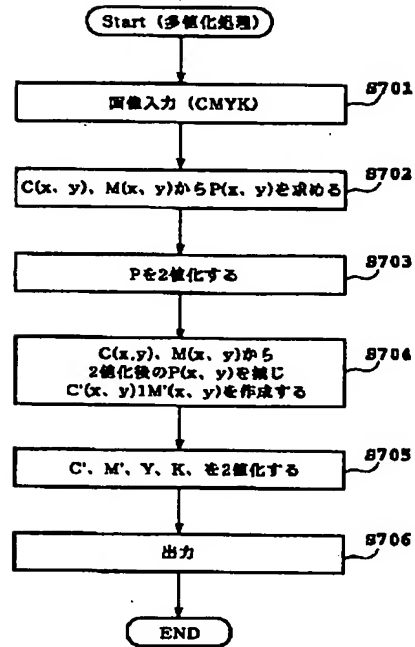 Start (多値化処理)
画像入力 (CMYK)
S701
C(x、y)、M(x、y)からP(x、y)を求める
S702
Pを2値化する
S703
C(x,y)、M(x、y)から
2値化後のP(x、y)を減じ
C'(x、y)1M'(x、y)を作成する
S704
C'、M'、Y、K、を2値化する
S705
出力
S706
END